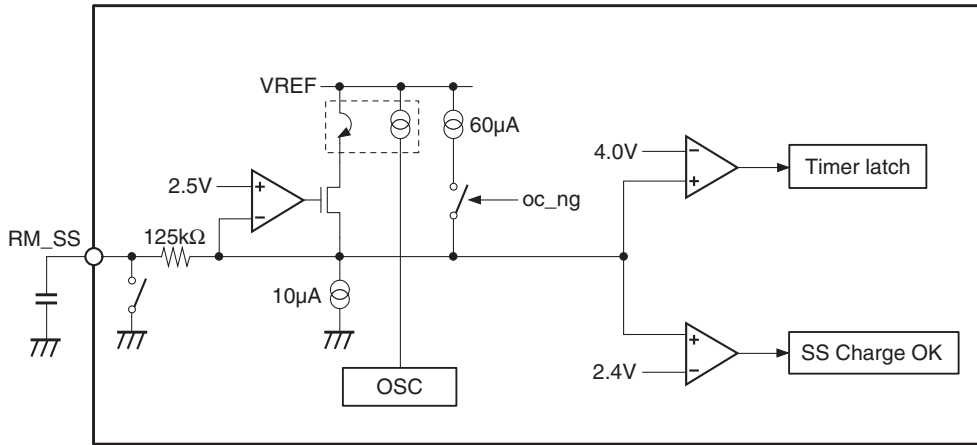 VREF
60µA
4.0V
Timer latch
2.5V
oc_ng
RM_SS
125kΩ
10µA
SS Charge OK
2.4V
OSC
+
−
−
+
+
−